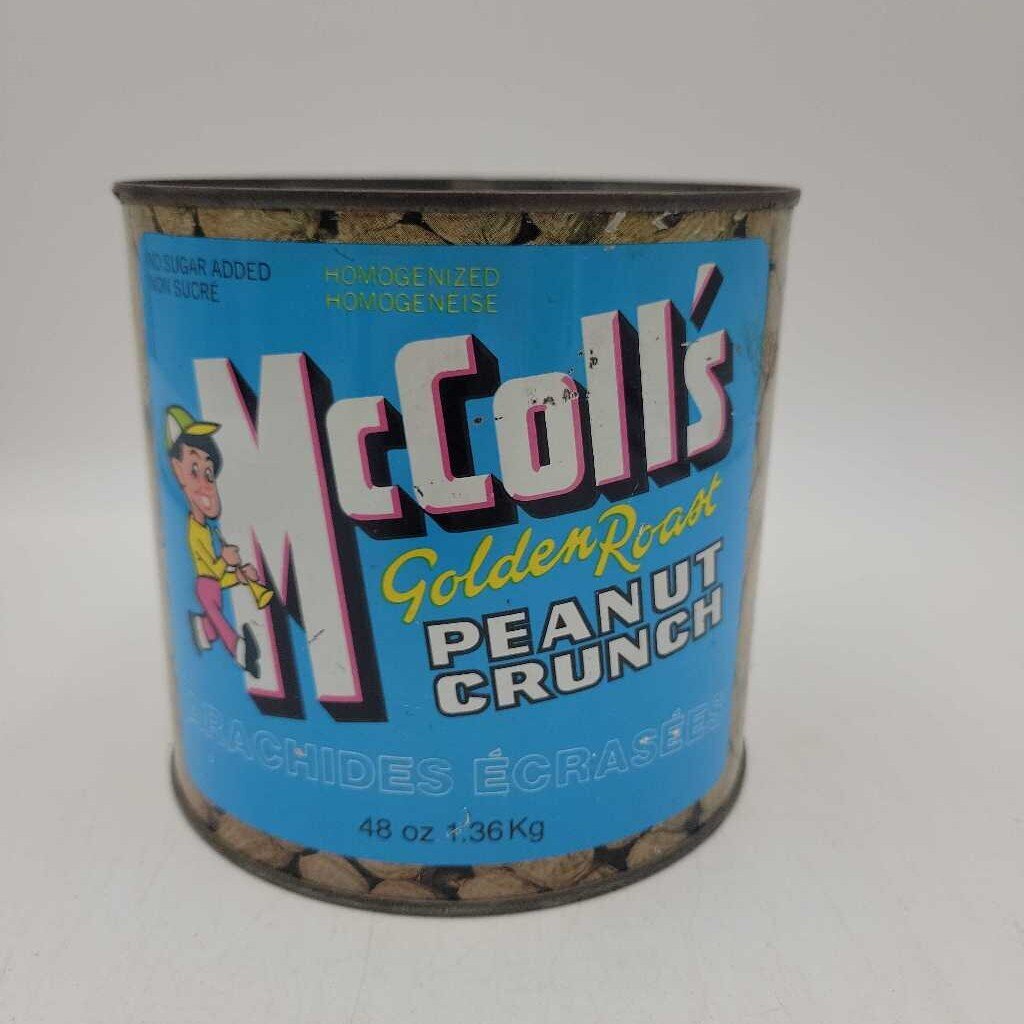 NO SUGAR ADDED
NON SUCRÉ
HOMOGENIZED
HOMOGENEISE
McColl's
Golden Roast
PEANUT
CRUNCH
ARACHIDES ÉCRASÉES
48 oz 1.36Kg